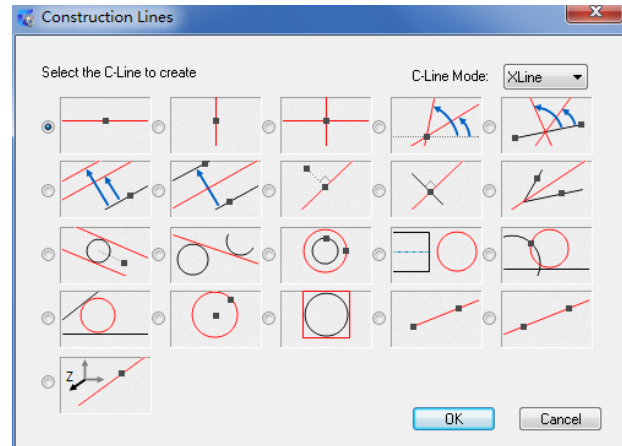 Construction Lines
Select the C-Line to create
C-Line Mode: XLine
Z
OK Cancel